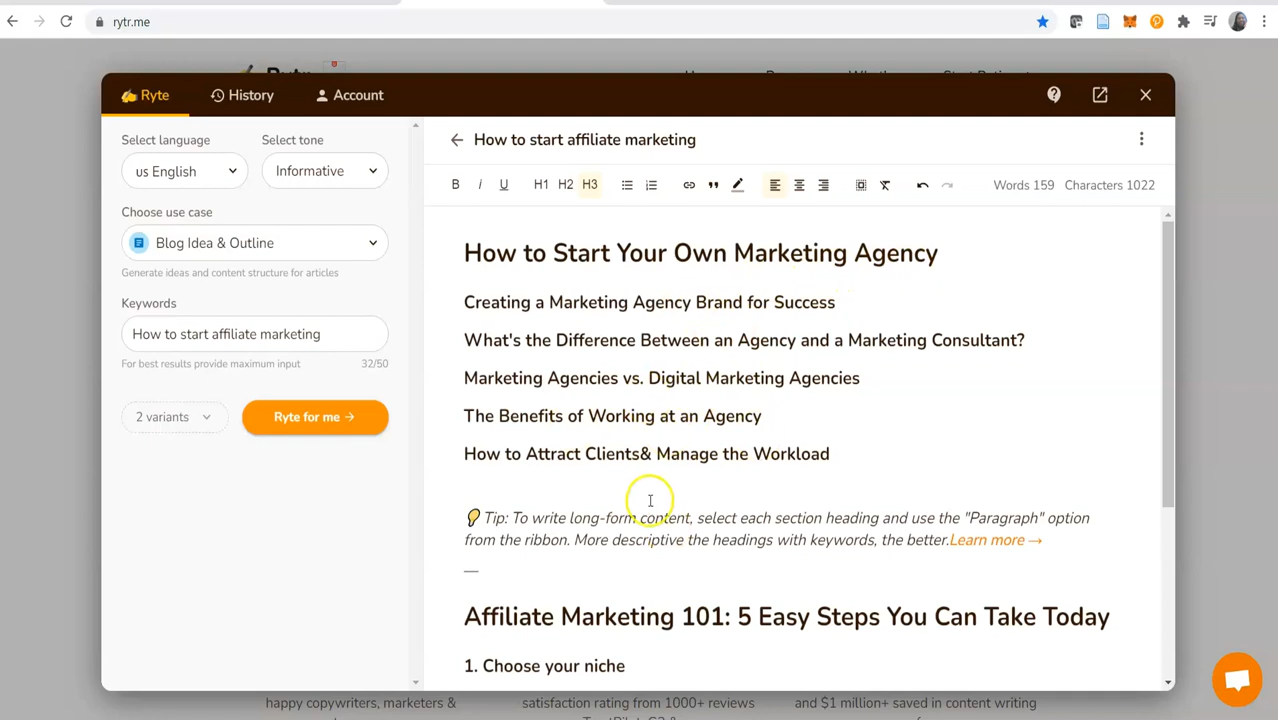 rytr.me
Ryte
History
Account
Select language
Select tone
us English
Informative
Choose use case
Blog Idea & Outline
Generate ideas and content structure for articles
Keywords
How to start affiliate marketing
For best results provide maximum input
32/50
2 variants
Ryte for me →
How to start affiliate marketing
B i U H1 H2 H3
Words 159 Characters 1022
How to Start Your Own Marketing Agency
Creating a Marketing Agency Brand for Success
What's the Difference Between an Agency and a Marketing Consultant?
Marketing Agencies vs. Digital Marketing Agencies
The Benefits of Working at an Agency
How to Attract Clients& Manage the Workload
Tip: To write long-form content, select each section heading and use the "Paragraph" option
from the ribbon. More descriptive the headings with keywords, the better.Learn more →
—
Affiliate Marketing 101: 5 Easy Steps You Can Take Today
1. Choose your niche
happy copywriters, marketers &
satisfaction rating from 1000+ reviews
and $1 million+ saved in content writing